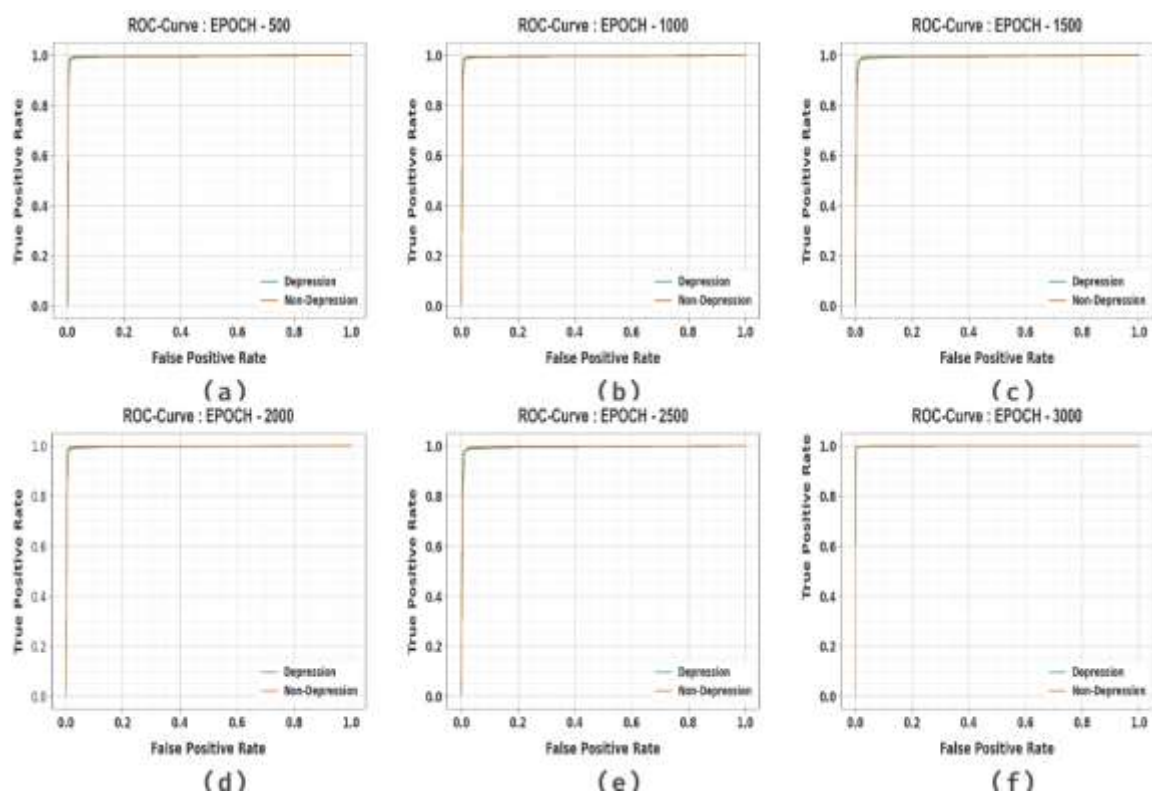 ROC-Curve : EPOCH - 500
True Positive Rate
1.0
0.8
0.6
0.4
0.2
0.0
Depression
Non-Depression
0.0 0.2 0.4 0.6 0.8 1.0
False Positive Rate
(a)
ROC-Curve : EPOCH - 1000
True Positive Rate
1.0
0.8
0.6
0.4
0.2
0.0
Depression
Non-Depression
0.0 0.2 0.4 0.6 0.8 1.0
False Positive Rate
(b)
ROC-Curve : EPOCH - 1500
True Positive Rate
1.0
0.8
0.6
0.4
0.2
0.0
Depression
Non-Depression
0.0 0.2 0.4 0.6 0.8 1.0
False Positive Rate
(c)
ROC-Curve : EPOCH - 2000
True Positive Rate
1.0
0.8
0.6
0.4
0.2
0.0
Depression
Non-Depression
0.0 0.2 0.4 0.6 0.8 1.0
False Positive Rate
(d)
ROC-Curve : EPOCH - 2500
True Positive Rate
1.0
0.8
0.6
0.4
0.2
0.0
Depression
Non-Depression
0.0 0.2 0.4 0.6 0.8 1.0
False Positive Rate
(e)
ROC-Curve : EPOCH - 3000
True Positive Rate
1.0
0.8
0.6
0.4
0.2
0.0
Depression
Non-Depression
0.0 0.2 0.4 0.6 0.8 1.0
False Positive Rate
(f)